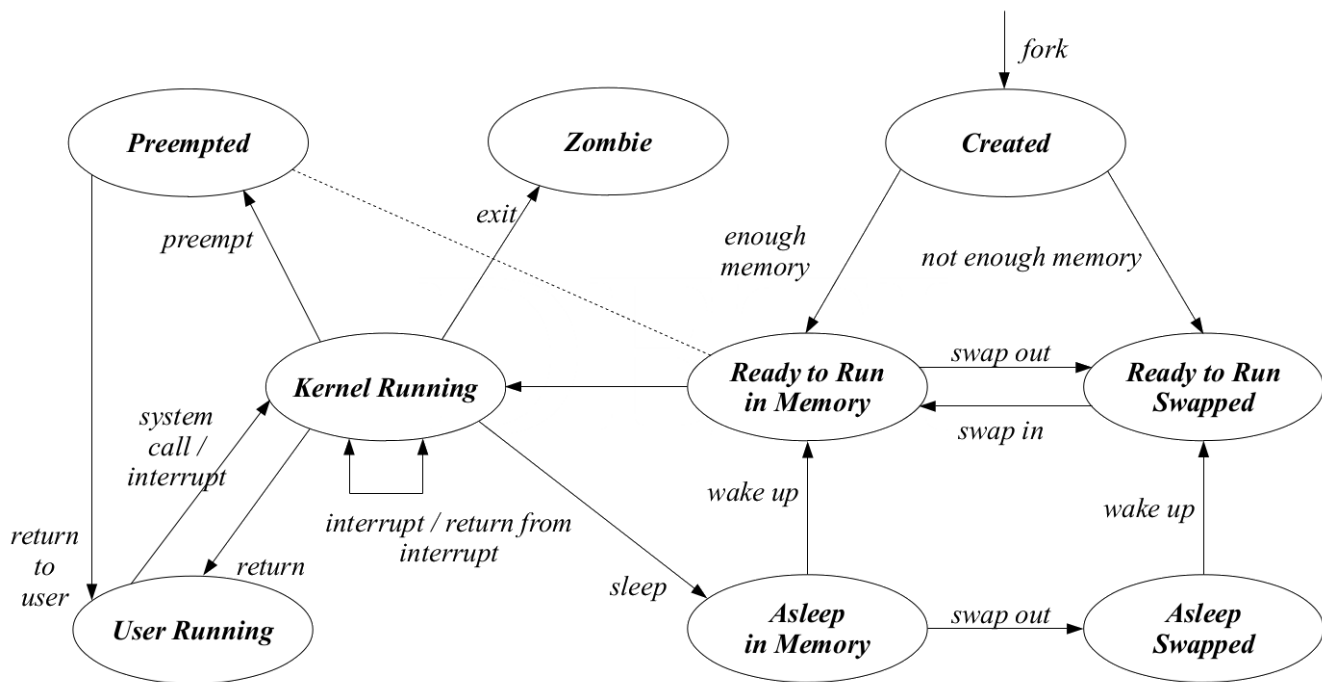 fork
Preempted
Zombie
Created
preempt
exit
enough
memory
not enough memory
Kernel Running
Ready to Run
in Memory
swap out
swap in
Ready to Run
Swapped
system
call /
interrupt
interrupt / return from
interrupt
wake up
wake up
return
to
user
return
sleep
User Running
Asleep
in Memory
swap out
Asleep
Swapped